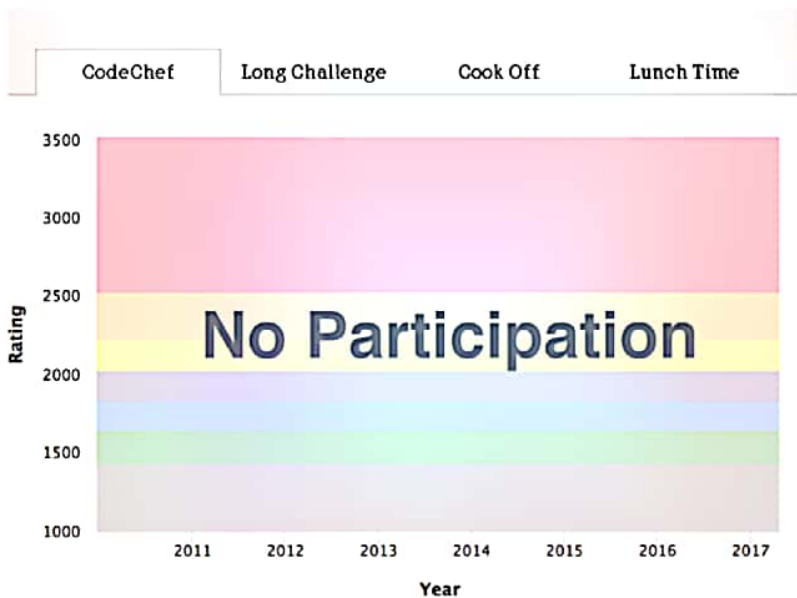 CodeChef Long Challenge Cook Off Lunch Time
3500
3000
2500
No Participation
Rating
2000
1500
1000
2011 2012 2013 2014 2015 2016 2017
Year